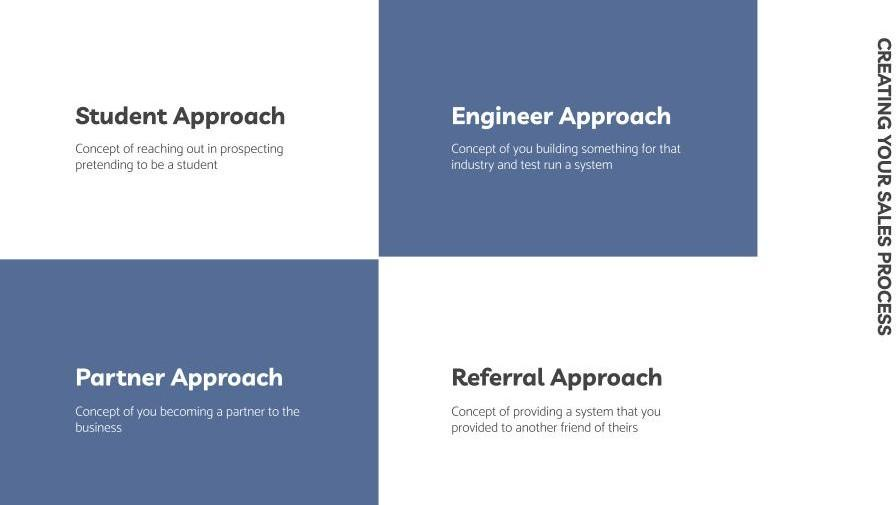 Student Approach
Concept of reaching out in prospecting
pretending to be a student
Engineer Approach
Concept of you building something for that
industry and test run a system
Partner Approach
Concept of you becoming a partner to the
business
Referral Approach
Concept of providing a system that you
provided to another friend of theirs
CREATING YOUR SALES PROCESS